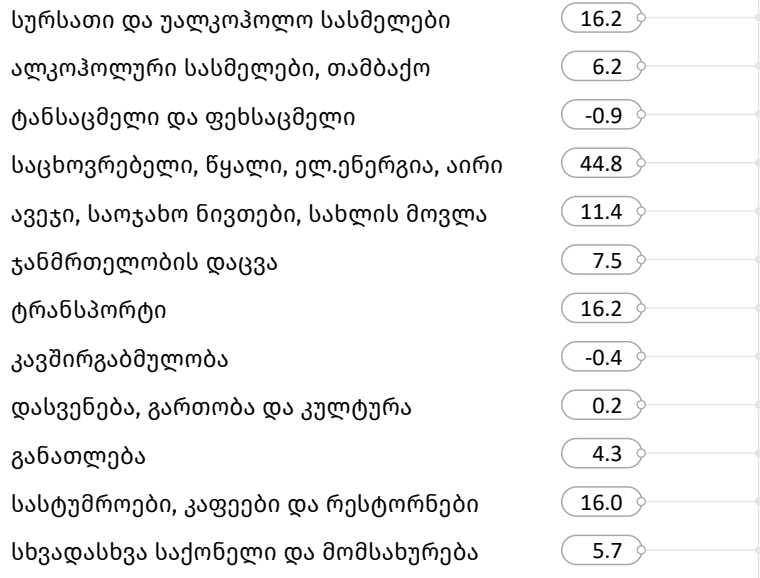 სურსათი და უალკოჰოლო სასმელები 16.2
ალკოჰოლური სასმელები, თამბაქო 6.2
ტანსაცმელი და ფეხსაცმელი -0.9
საცხოვრებელი, წყალი, ელ.ენერგია, აირი 44.8
ავეჯი, საოჯახო ნივთები, სახლის მოვლა 11.4
ჯანმრთელობის დაცვა 7.5
ტრანსპორტი 16.2
კავშირგაბმულობა -0.4
დასვენება, გართობა და კულტურა 0.2
განათლება 4.3
სასტუმროები, კაფეები და რესტორნები 16.0
სხვადასხვა საქონელი და მომსახურება 5.7